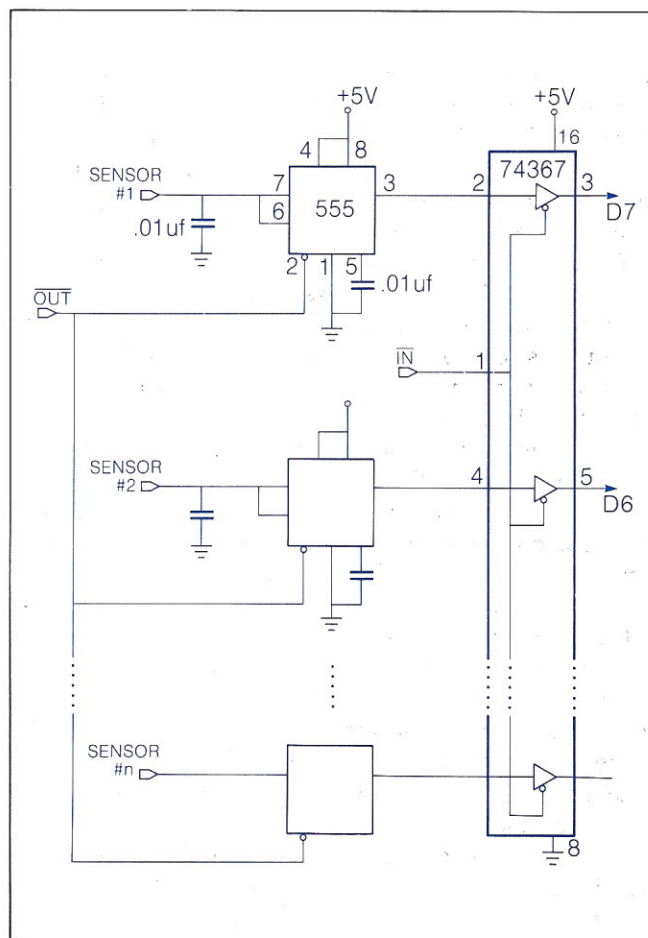 +5V
+5V
4 8
16
74367
SENSOR
#1
7
3
2
3
6
555
D7
.01uf
2 1 5
.01uf
OUT
IN
1
SENSOR
#2
4
5
D6
SENSOR
#n
8